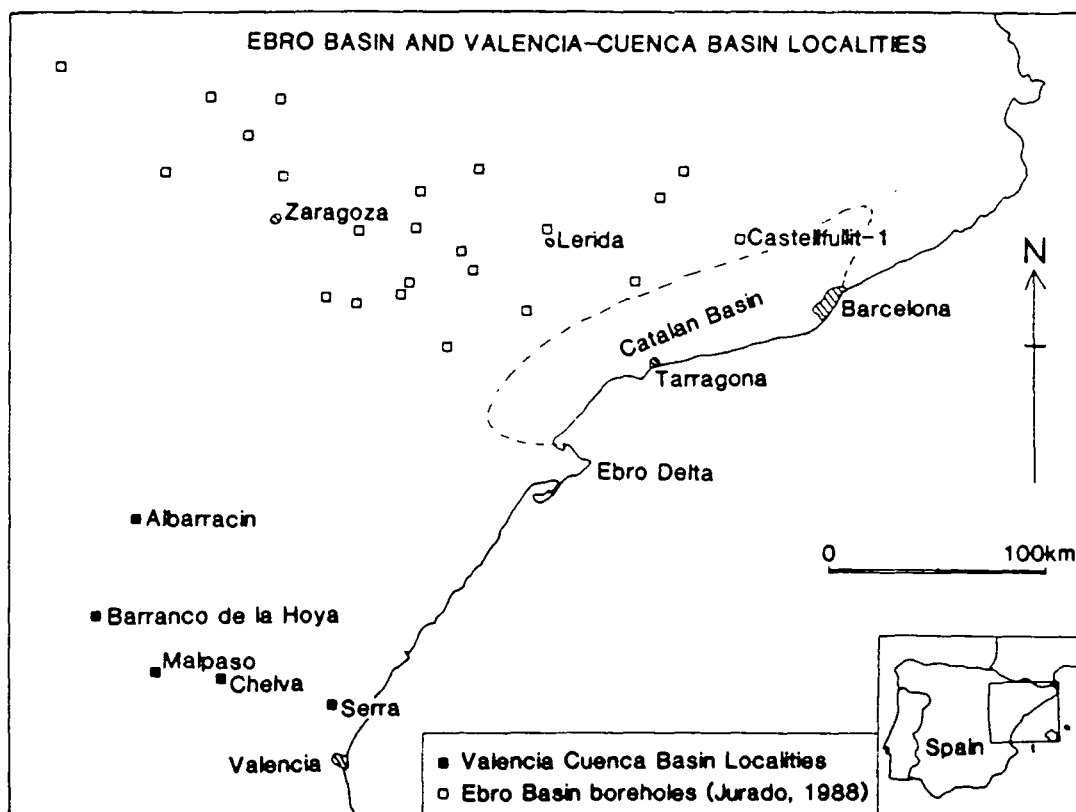 EBRO BASIN AND VALENCIA-CUENCA BASIN LOCALITIES
Zaragoza
Lerida
Castellfullit-1
N
Catalan Basin
Barcelona
Tarragona
Ebro Delta
Albarracin
0 100km
Barranco de la Hoya
Malpaso
Chelva
Serra
Valencia
Valencia Cuenca Basin Localities
Ebro Basin boreholes (Jurado, 1988)
Spain